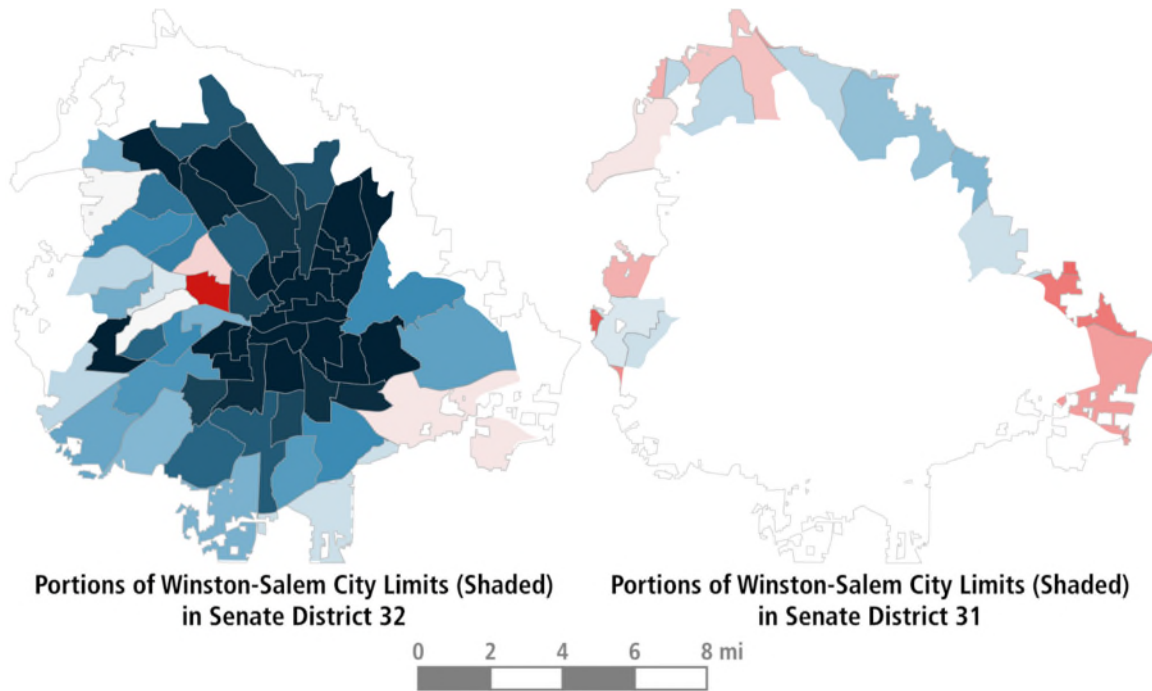 Portions of Winston-Salem City Limits (Shaded)
in Senate District 32
Portions of Winston-Salem City Limits (Shaded)
in Senate District 31
0 2 4 6 8 mi